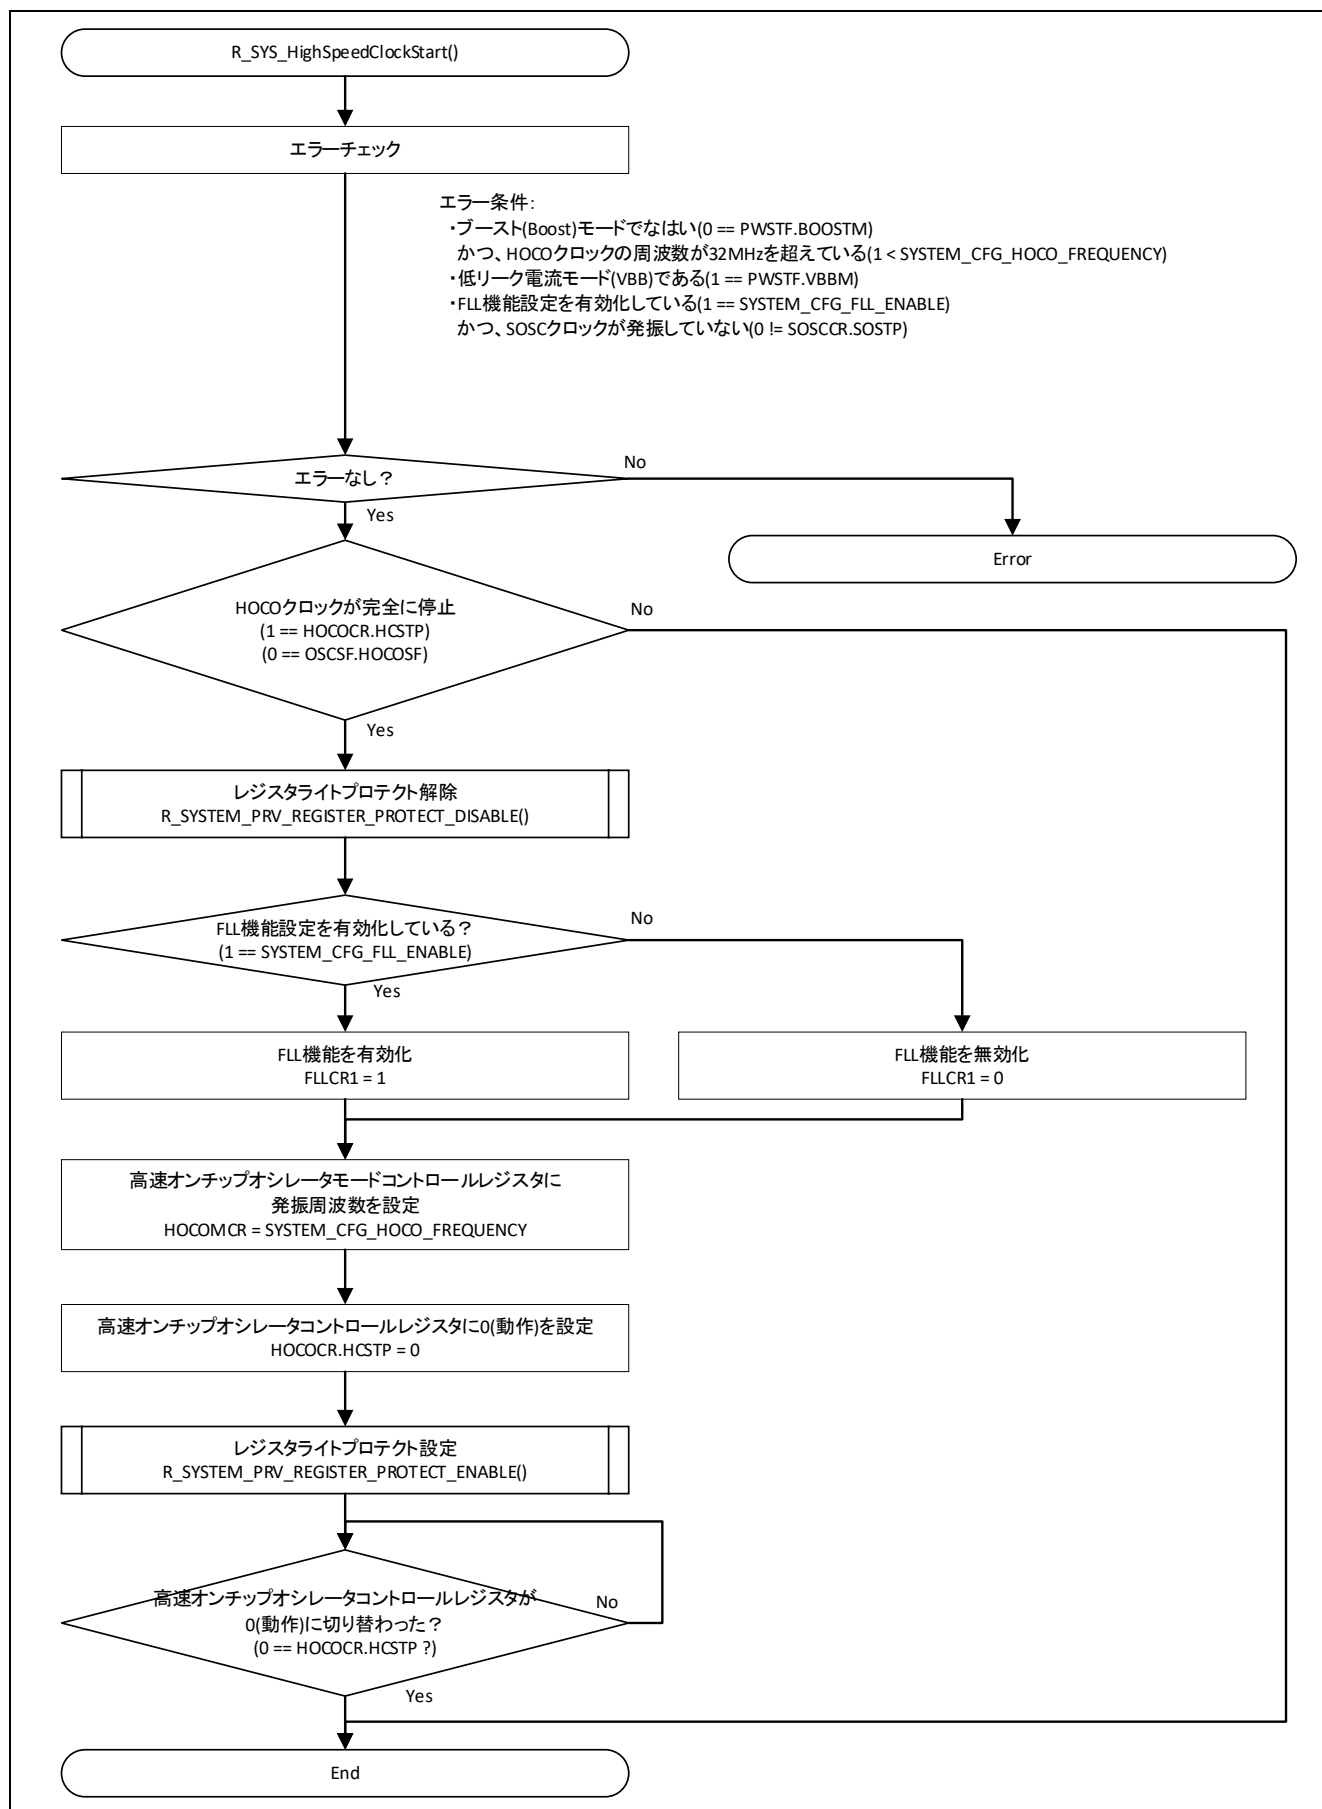 R_SYS_HighSpeedClockStart()
エラーチェック
エラー条件:
・ブースト(Boost)モードでなはい(0 == PWSTF.BOOSTM)
かつ、HOCOクロックの周波数が32MHzを超えている(1 < SYSTEM_CFG_HOCO_FREQUENCY)
・低リーク電流モード(VBB)である(1 == PWSTF.VBBM)
・FLL機能設定を有効化している(1 == SYSTEM_CFG_FLL_ENABLE)
かつ、SOSCクロックが発振していない(0 != SOSCCR.SOSTP)
エラーなし？
No
Yes
Error
HOCOクロックが完全に停止
(1 == HOCOCR.HCSTP)
(0 == OSCSF.HOCOSF)
No
Yes
レジスタライトプロテクト解除
R_SYSTEM_PRV_REGISTER_PROTECT_DISABLE()
FLL機能設定を有効化している？
(1 == SYSTEM_CFG_FLL_ENABLE)
No
Yes
FLL機能を有効化
FLLCR1 = 1
FLL機能を無効化
FLLCR1 = 0
高速オンチップオシレータモードコントロールレジスタに
発振周波数を設定
HOCOMCR = SYSTEM_CFG_HOCO_FREQUENCY
高速オンチップオシレータコントロールレジスタに0(動作)を設定
HOCOCR.HCSTP = 0
レジスタライトプロテクト設定
R_SYSTEM_PRV_REGISTER_PROTECT_ENABLE()
高速オンチップオシレータコントロールレジスタが
0(動作)に切り替わった？
(0 == HOCOCR.HCSTP ?)
No
Yes
End